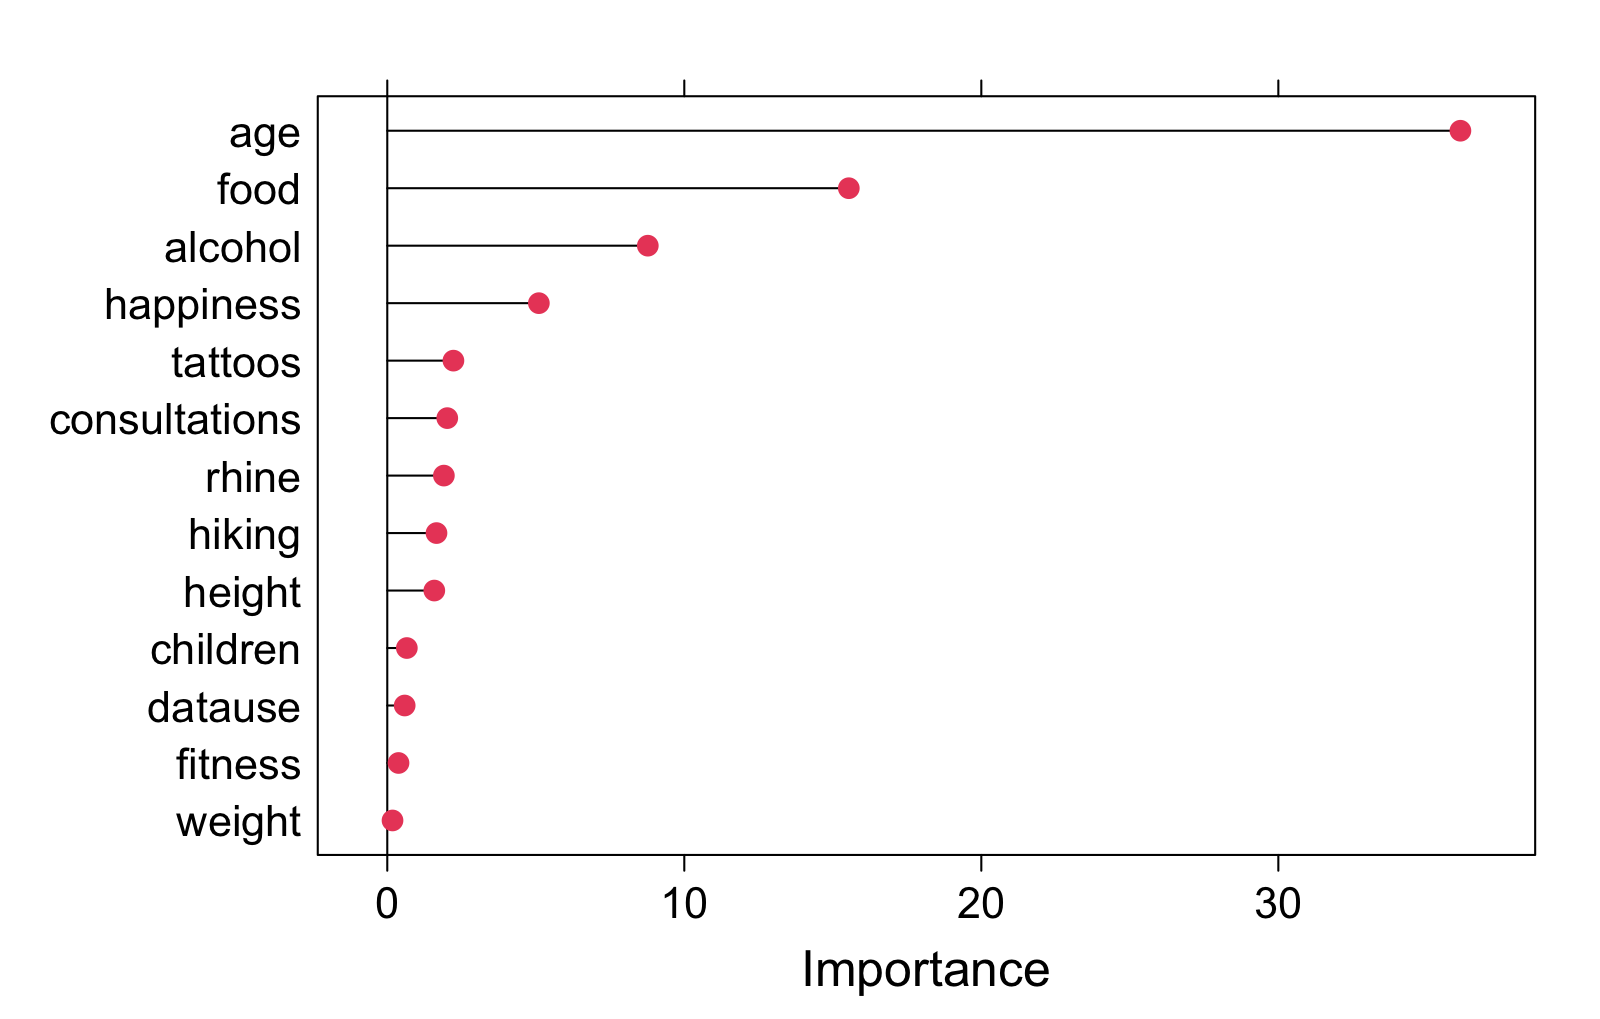 age
food
alcohol
happiness
tattoos
consultations
rhine
hiking
height
children
datause
fitness
weight
0 10 20 30
Importance